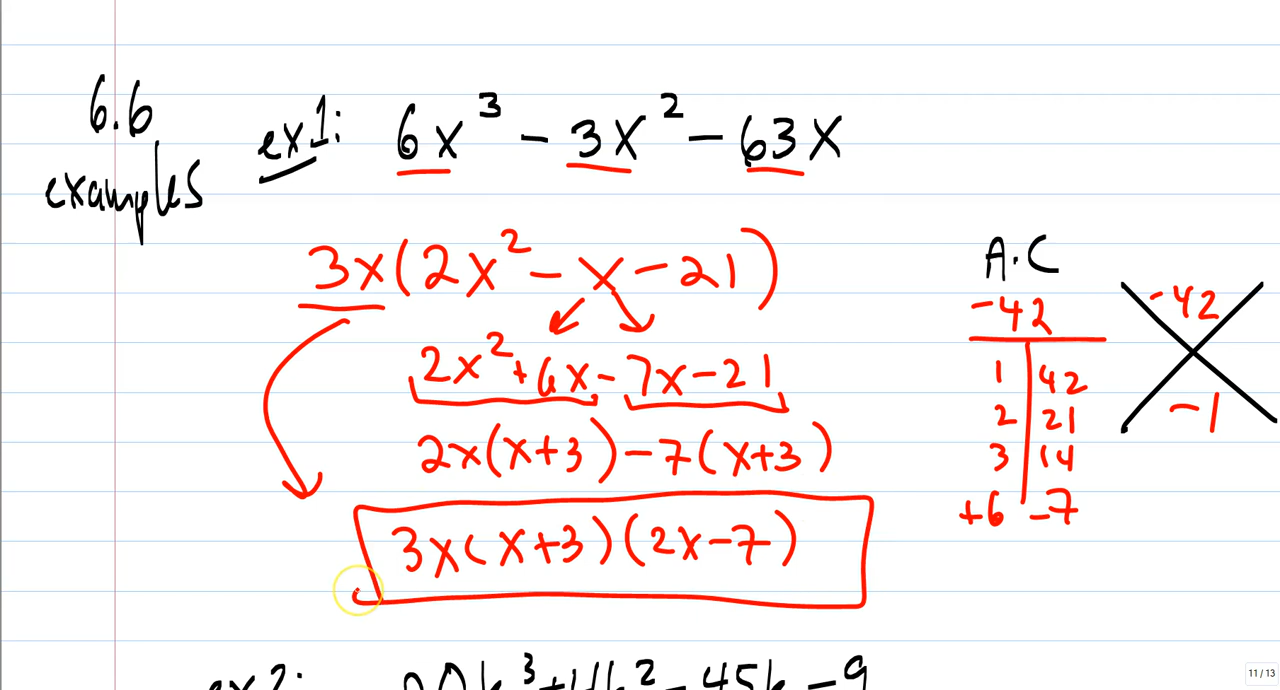 6.6
examples
ex1: 6x³ - 3x² - 63x
3x(2x² - x - 21)
2x² + 6x - 7x - 21
2x(x+3) - 7(x+3)
3x(x+3)(2x-7)
A·C
-42
1 42
2 21
3 14
+6 -7
-42
-1
ex2:
11 / 13